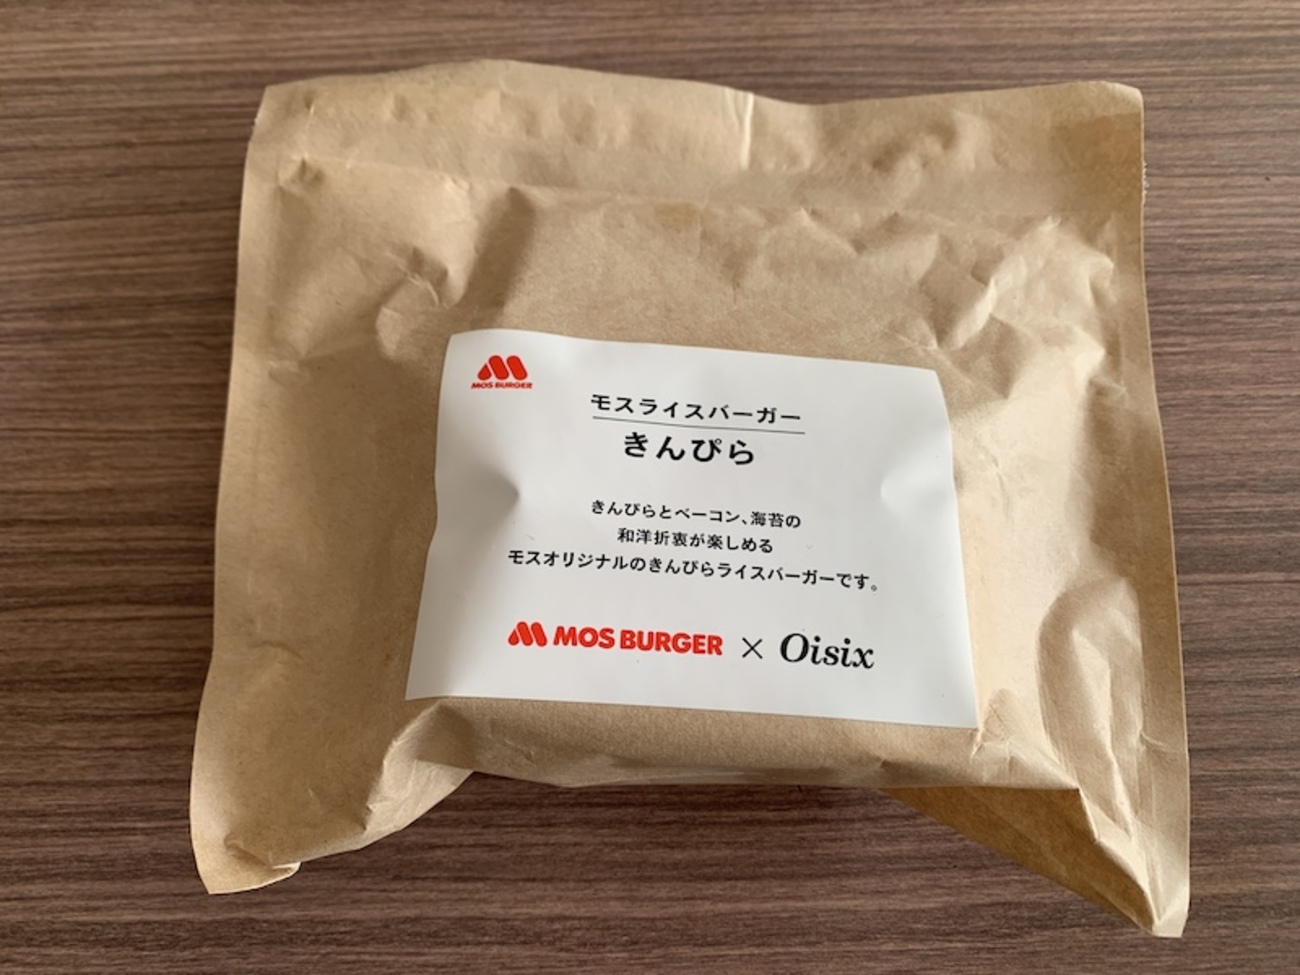 MOS BURGER
モスライスバーガー
きんぴら
きんぴらとベーコン、海苔の
和洋折衷が楽しめる
モスオリジナルのきんぴらライスバーガーです。
MOS BURGER × Oisix